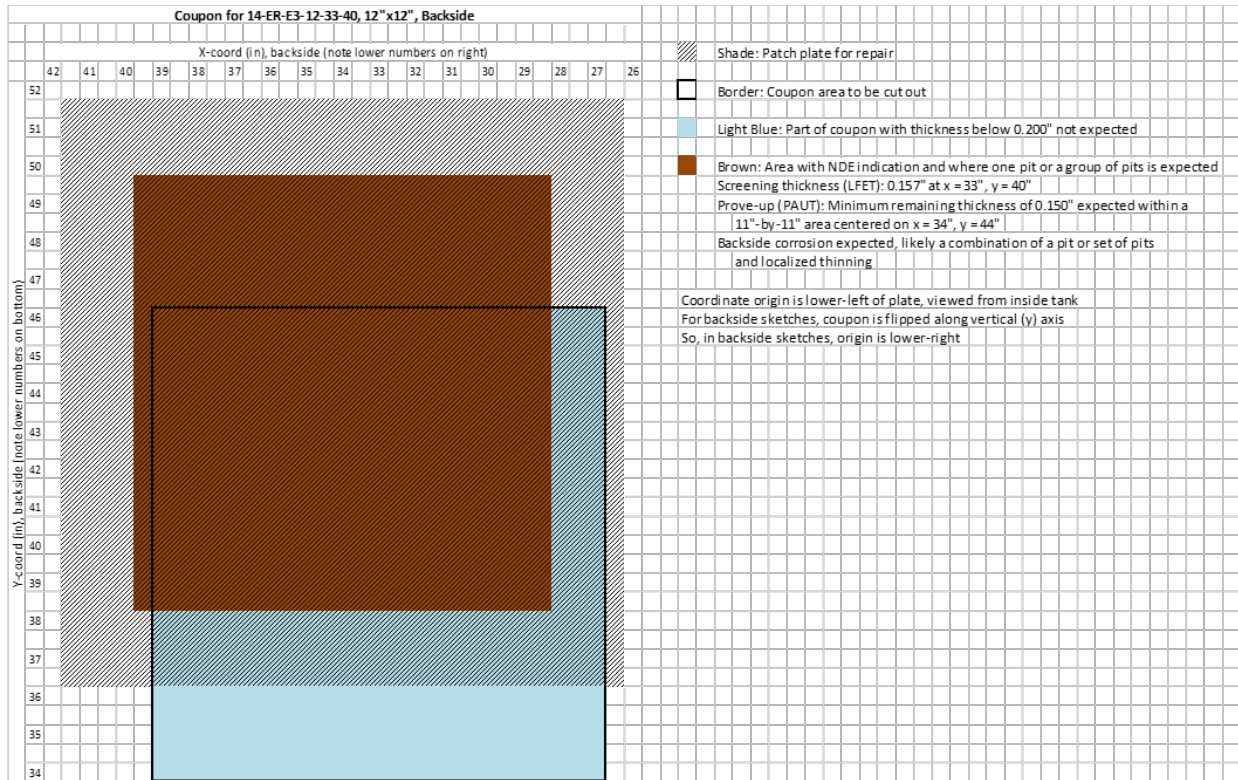 Coupon for 14-ER-E3-12-33-40, 12"x12", Backside
X-coord (in), backside (note lower numbers on right)
42 41 40 39 38 37 36 35 34 33 32 31 30 29 28 27 26
Y-coord (in), backside (note lower numbers on bottom)
52
51
50
49
48
47
46
45
44
43
42
41
40
39
38
37
36
35
34
Shade: Patch plate for repair
Border: Coupon area to be cut out
Light Blue: Part of coupon with thickness below 0.200" not expected
Brown: Area with NDE indication and where one pit or a group of pits is expected
Screening thickness (LFET): 0.157" at x = 33", y = 40"
Prove-up (PAUT): Minimum remaining thickness of 0.150" expected within a
11"-by-11" area centered on x = 34", y = 44"
Backside corrosion expected, likely a combination of a pit or set of pits
and localized thinning
Coordinate origin is lower-left of plate, viewed from inside tank
For backside sketches, coupon is flipped along vertical (y) axis
So, in backside sketches, origin is lower-right